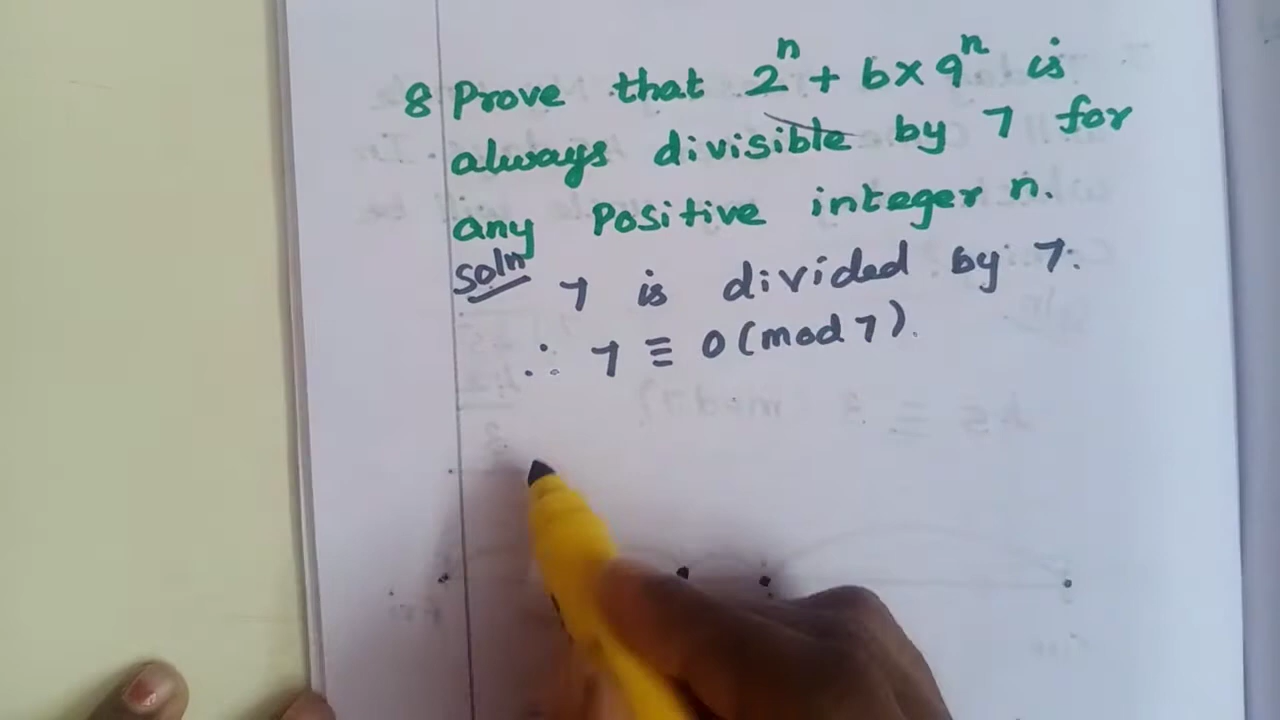 8 Prove that 2ⁿ + 6 x 9ⁿ is
always divisible by 7 for
any Positive integer n.
Soln 7 is divided by 7.
∴ 7 ≡ 0 (mod 7).